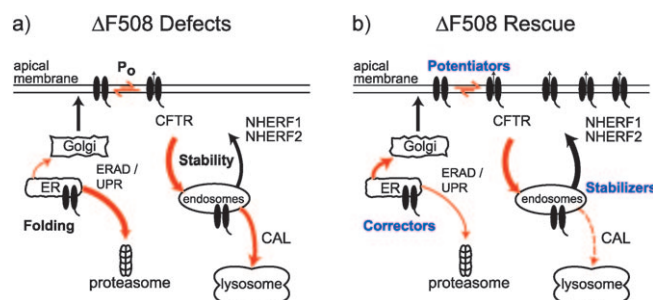 a) ΔF508 Defects
apical
membrane
Po
CFTR
NHERF1
NHERF2
Golgi
Stability
ERAD /
UPR
ER
endosomes
Folding
CAL
proteasome
lysosome
b) ΔF508 Rescue
apical
membrane
Potentiators
CFTR
NHERF1
NHERF2
Golgi
ERAD /
UPR
ER
endosomes
Stabilizers
Correctors
CAL
proteasome
lysosome